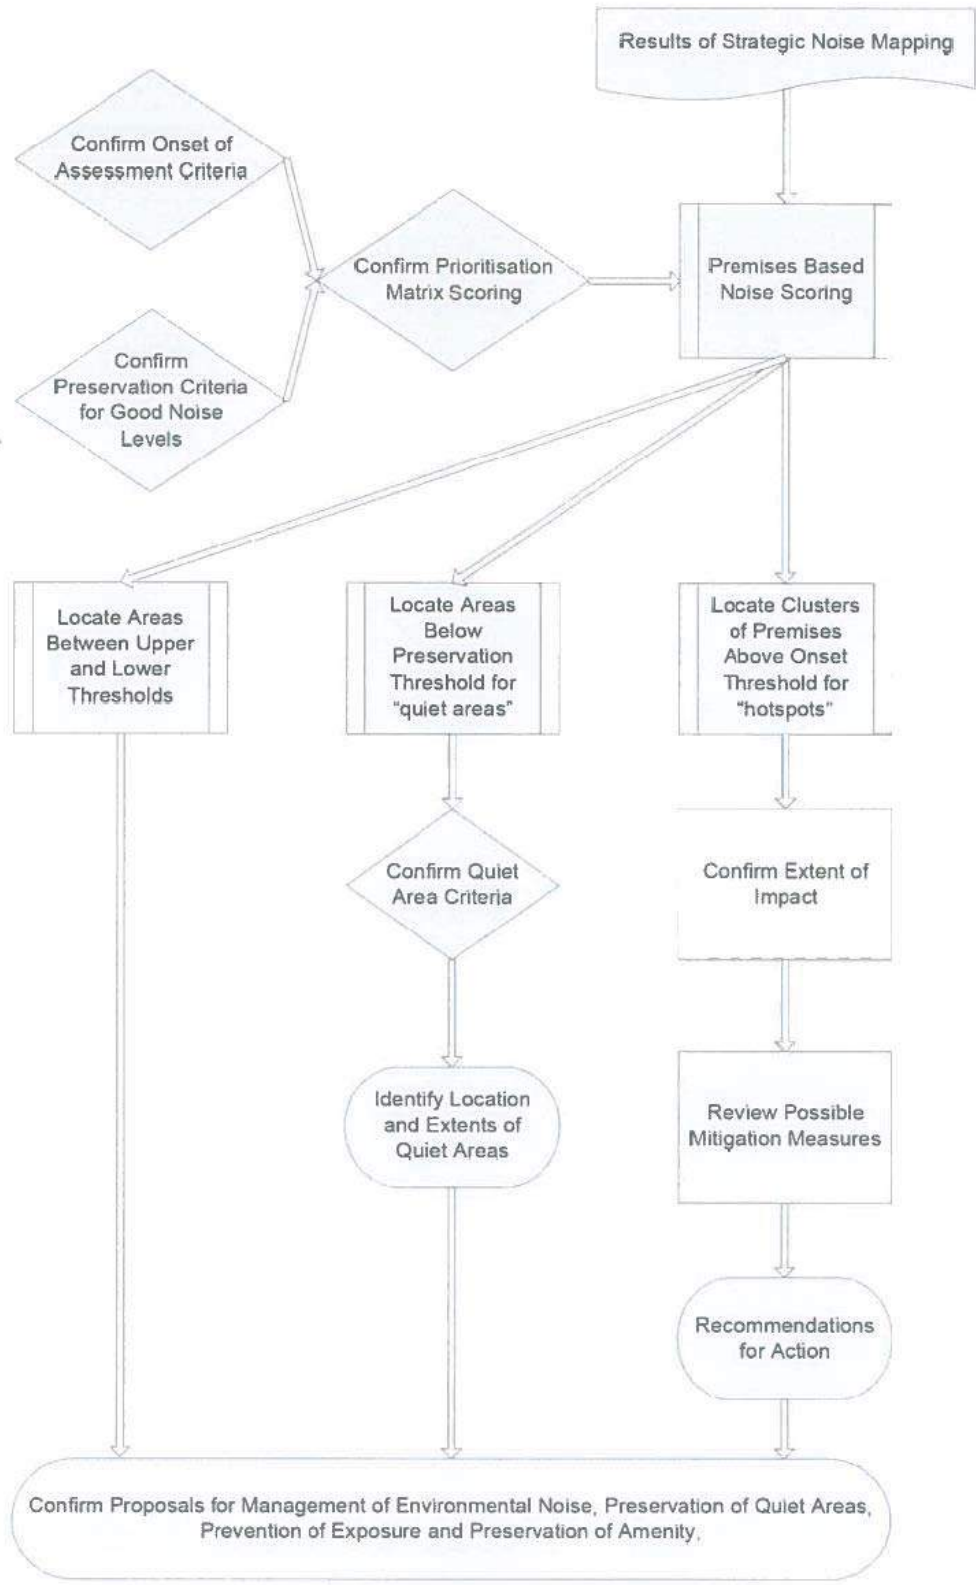 Results of Strategic Noise Mapping
Confirm Onset of
Assessment Criteria
Confirm Prioritisation
Matrix Scoring
Premises Based
Noise Scoring
Confirm
Preservation Criteria
for Good Noise
Levels
Locate Areas
Between Upper
and Lower
Thresholds
Locate Areas
Below
Preservation
Threshold for
“quiet areas”
Locate Clusters
of Premises
Above Onset
Threshold for
“hotspots”
Confirm Quiet
Area Criteria
Confirm Extent of
Impact
Identify Location
and Extents of
Quiet Areas
Review Possible
Mitigation Measures
Recommendations
for Action
Confirm Proposals for Management of Environmental Noise, Preservation of Quiet Areas,
Prevention of Exposure and Preservation of Amenity.